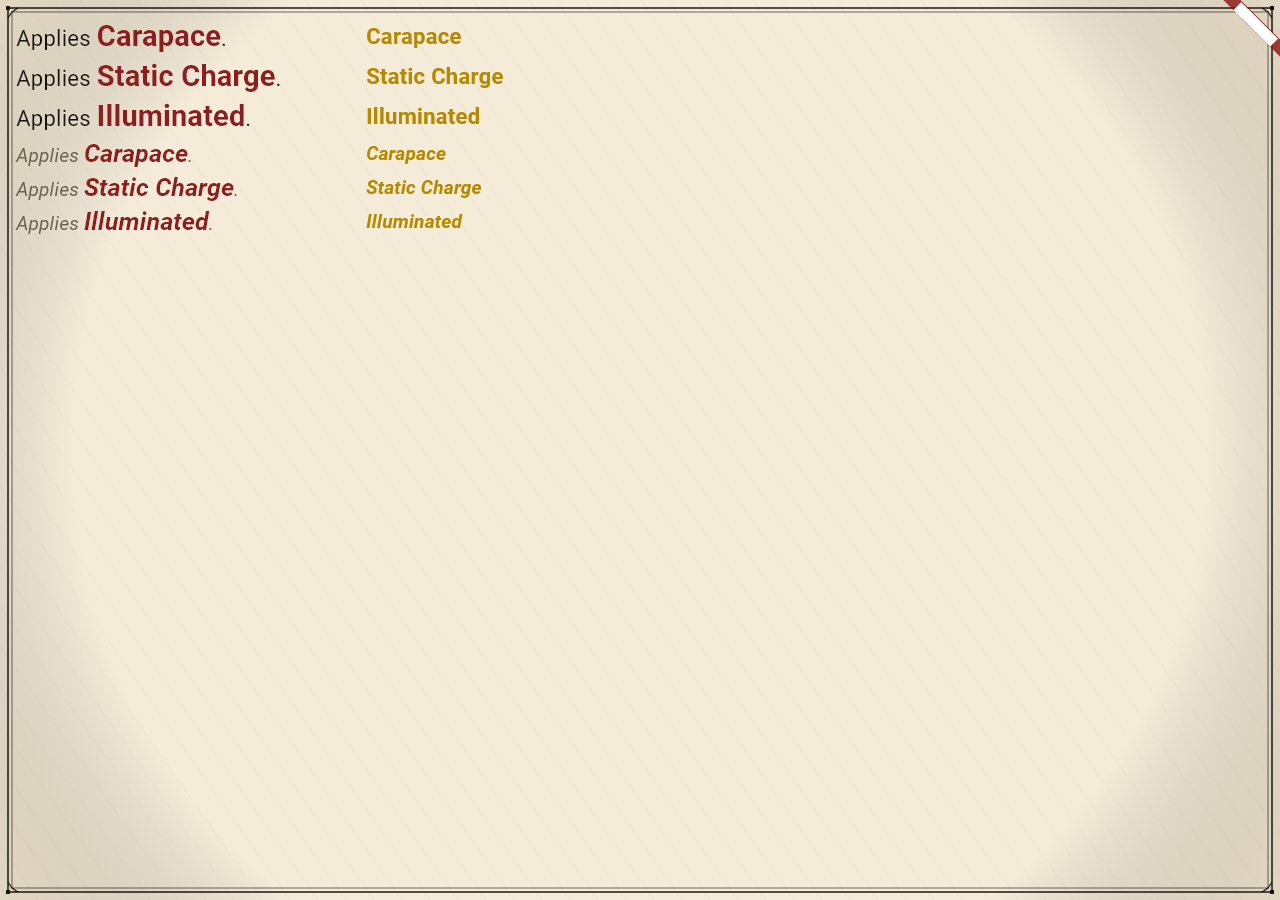 Applies Carapace. Carapace
Applies Static Charge. Static Charge
Applies Illuminated. Illuminated
Applies Carapace. Carapace
Applies Static Charge. Static Charge
Applies Illuminated. Illuminated